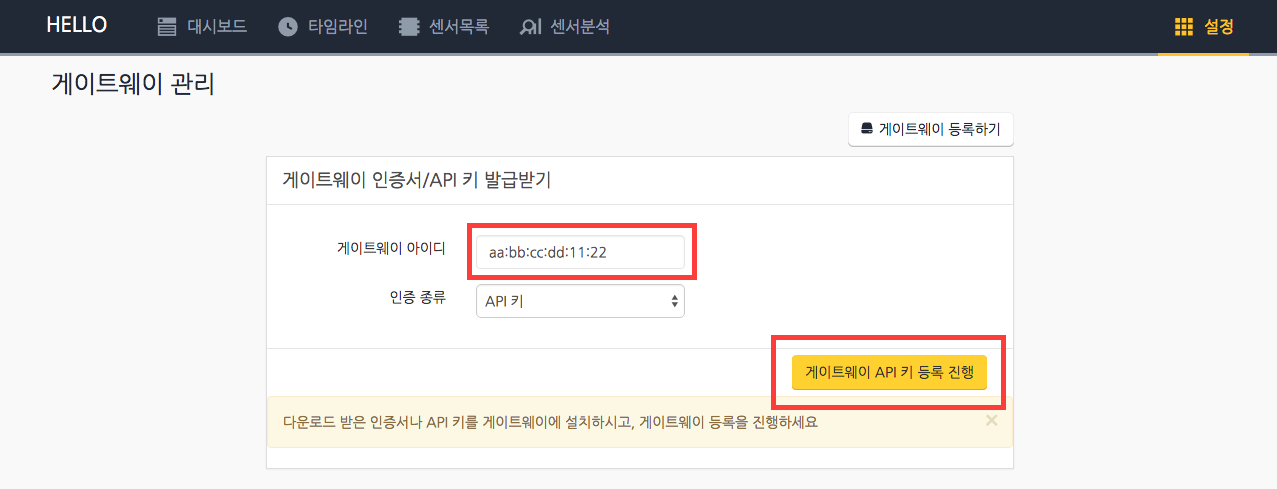 HELLO 대시보드 타임라인 센서목록 센서분석 설정
게이트웨이 관리
게이트웨이 등록하기
게이트웨이 인증서/API 키 발급받기
게이트웨이 아이디 aa:bb:cc:dd:11:22
인증 종류 API 키
게이트웨이 API 키 등록 진행
다운로드 받은 인증서나 API 키를 게이트웨이에 설치하시고, 게이트웨이 등록을 진행하세요 ×